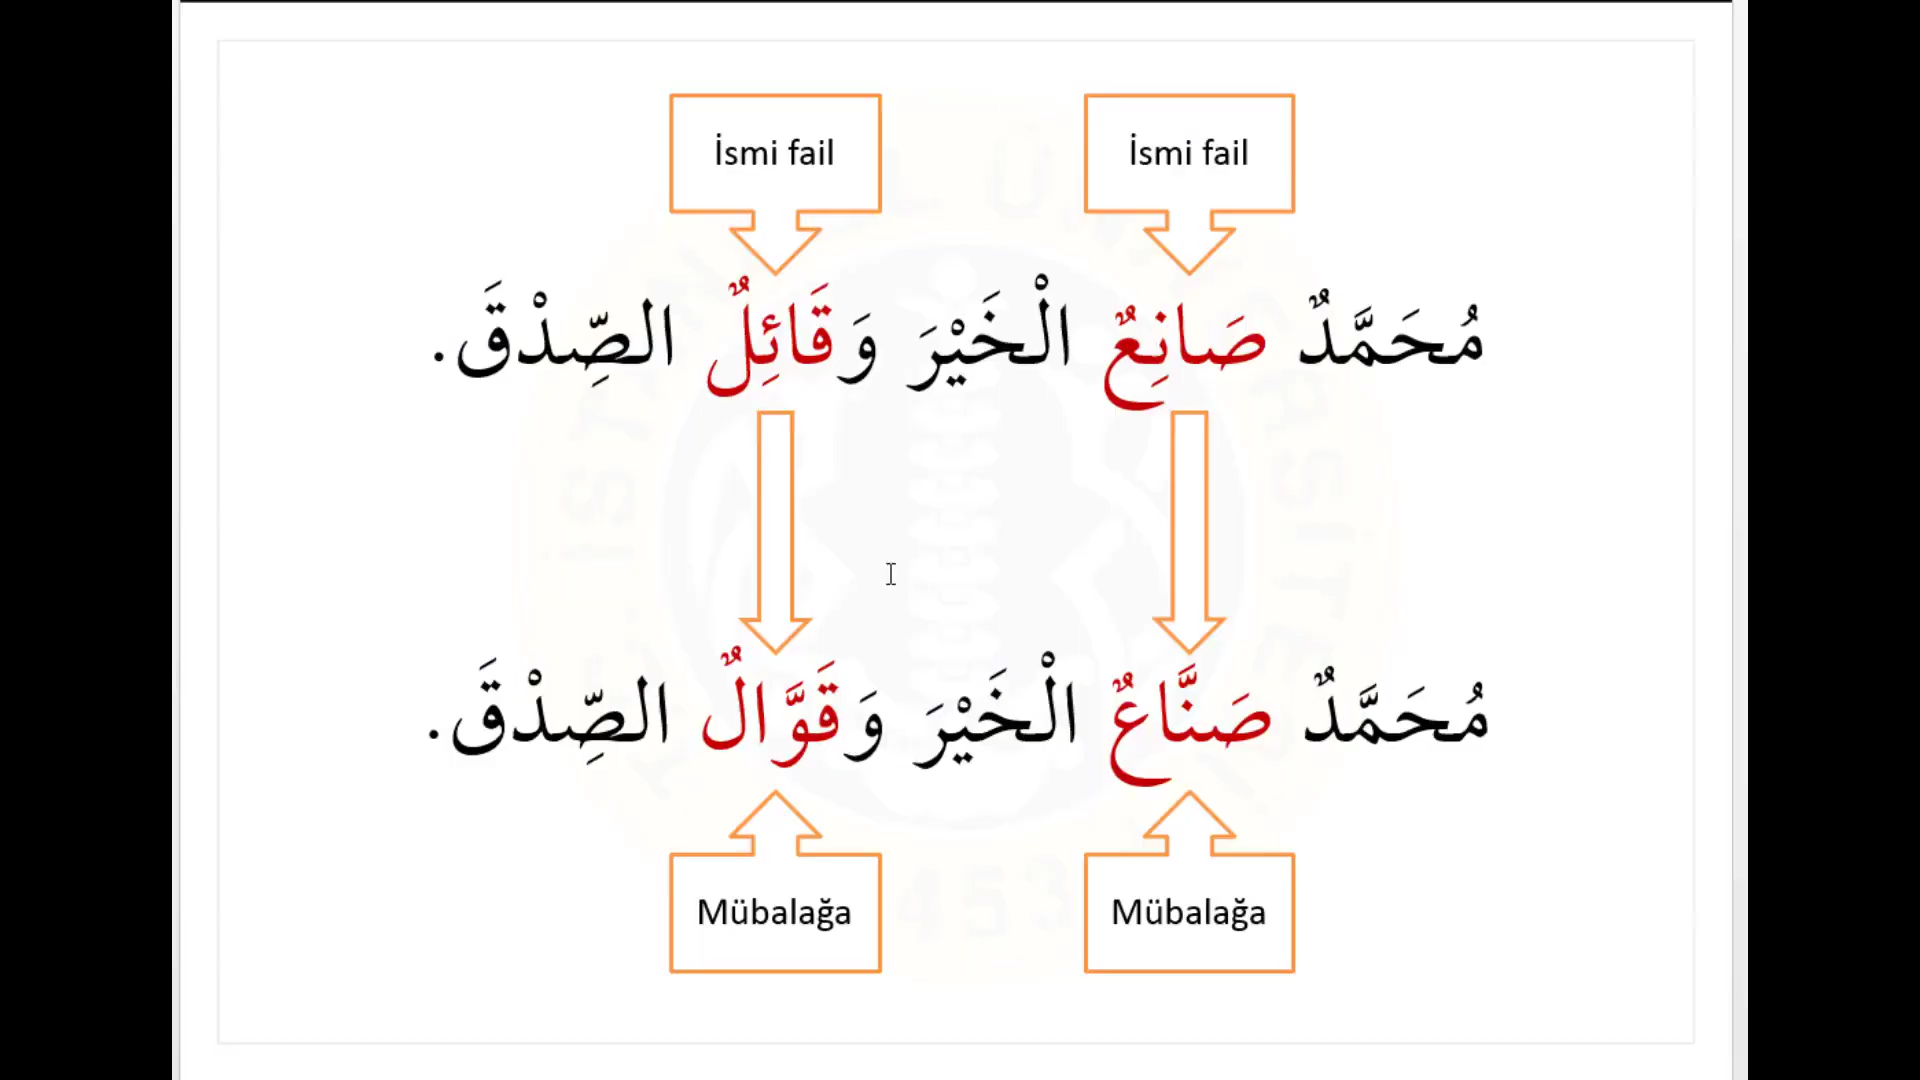 İsmi fail İsmi fail
مُحَمَّدٌ صَانِعٌ الْخَيْرَ وَقَائِلٌ الصِّدْقَ.
مُحَمَّدٌ صَنَّاعٌ الْخَيْرَ وَقَوَّالٌ الصِّدْقَ.
Mübalağa Mübalağa